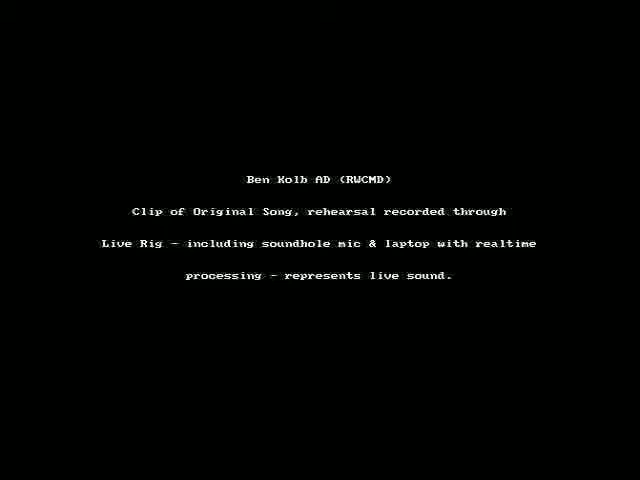 Ben Kolb AD (RWCMD)
Clip of Original Song, rehearsal recorded through
Live Rig - including soundhole mic & laptop with realtime
processing - represents live sound.